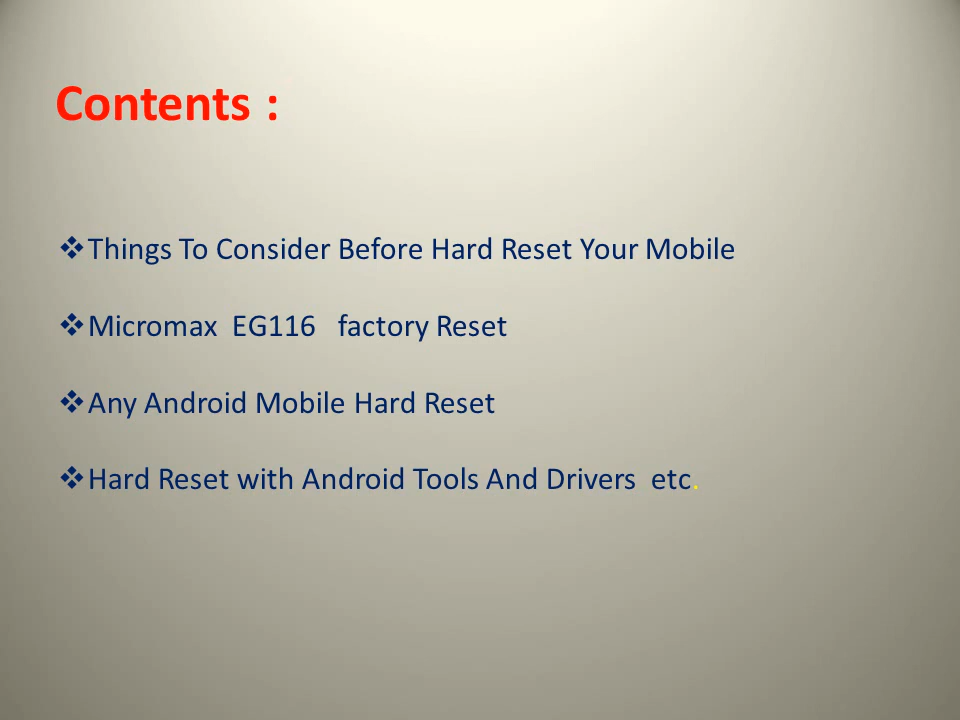 Contents :
❖Things To Consider Before Hard Reset Your Mobile
❖Micromax  EG116   factory Reset
❖Any Android Mobile Hard Reset
❖Hard Reset with Android Tools And Drivers  etc.